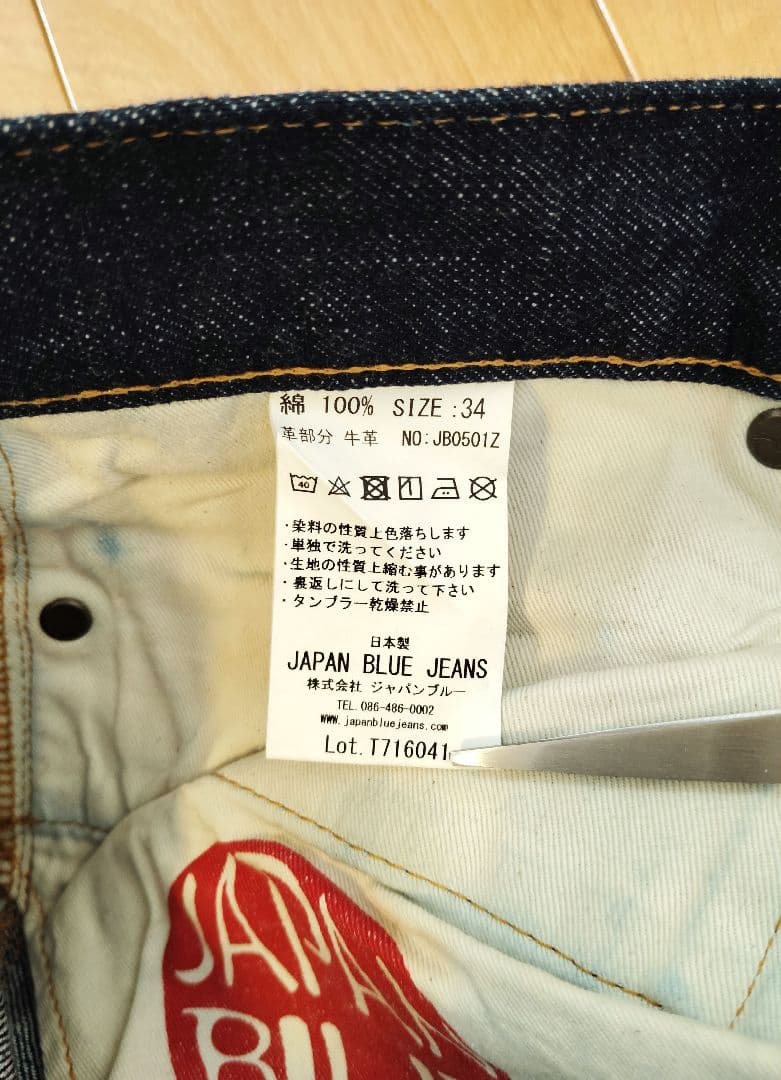 綿 100% SIZE :34
革部分 牛革 NO:JB0501Z
40
・染料の性質上色落ちします
・単独で洗ってください
・生地の性質上縮む事があります
・裏返しにして洗って下さい
・タンブラー乾燥禁止
日本製
JAPAN BLUE JEANS
株式会社 ジャパンブルー
TEL. 086-486-0002
www.japanbluejeans.com
Lot. T716041
JAPAN